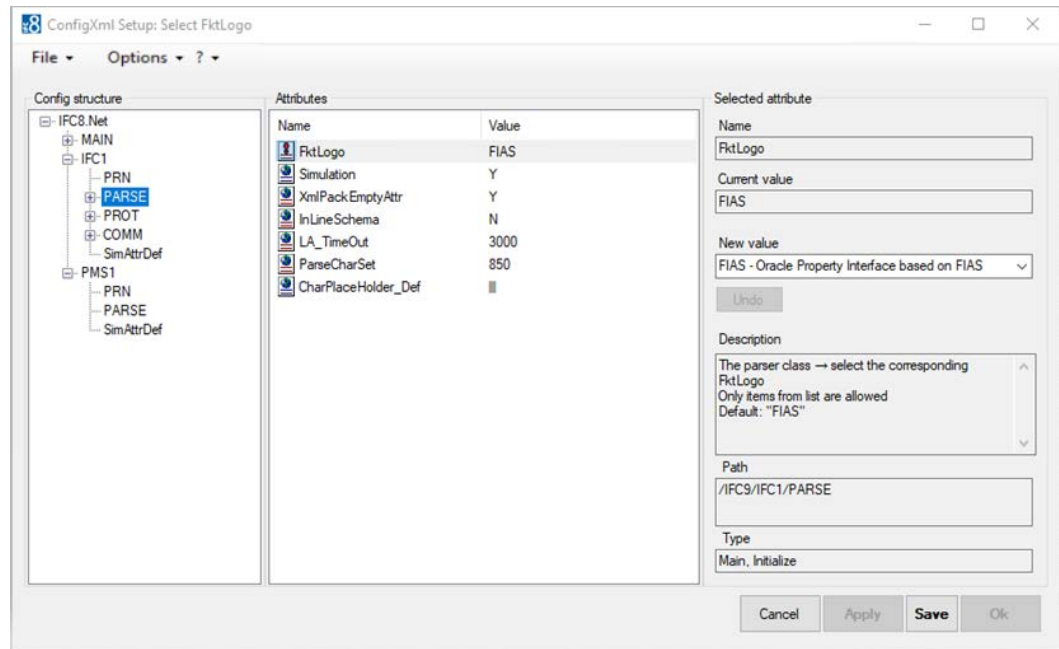 ConfigXml Setup: Select FktLogo
File Options ?
Config structure
IFC8.Net
MAIN
IFC1
PRN
PARSE
PROT
COMM
SimAttrDef
PMS1
PRN
PARSE
SimAttrDef
Attributes
Name Value
FktLogo FIAS
Simulation Y
XmlPackEmptyAttr Y
InLineSchema N
LA_TimeOut 3000
ParseCharSet 850
CharPlaceHolder_Def
Selected attribute
Name
FktLogo
Current value
FIAS
New value
FIAS - Oracle Property Interface based on FIAS
Undo
Description
The parser class → select the corresponding
FktLogo
Only items from list are allowed
Default: "FIAS"
Path
/IFC9/IFC1/PARSE
Type
Main, Initialize
Cancel Apply Save Ok